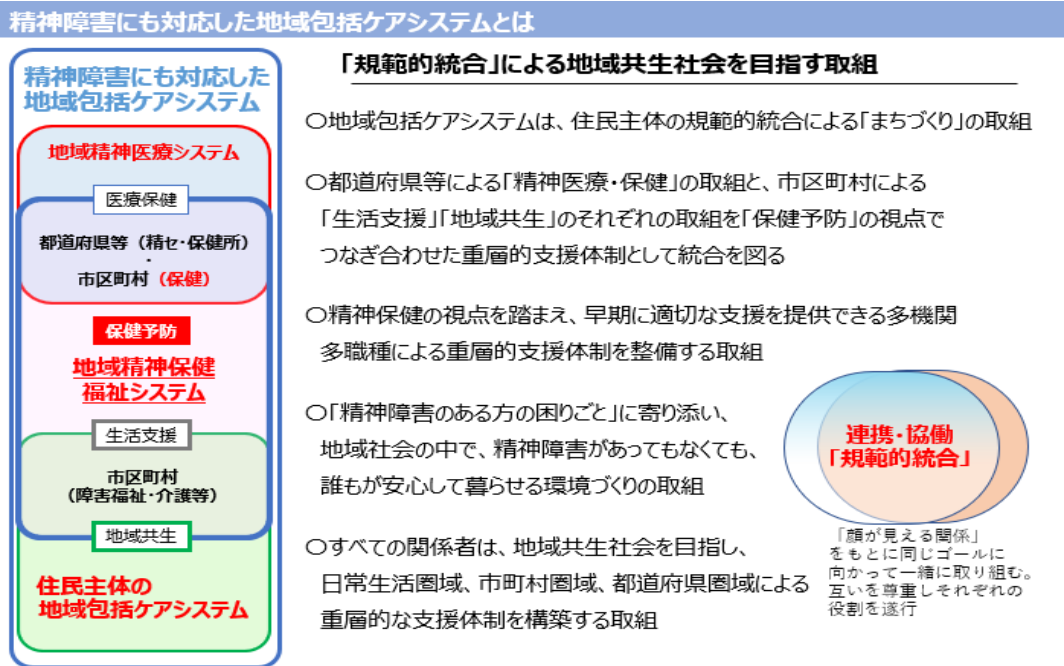 精神障害にも対応した地域包括ケアシステムとは
精神障害にも対応した
地域包括ケアシステム
地域精神医療システム
医療保健
都道府県等（精セ・保健所）
・
市区町村（保健）
保健予防
地域精神保健
福祉システム
生活支援
市区町村
（障害福祉・介護等）
地域共生
住民主体の
地域包括ケアシステム
「規範的統合」による地域共生社会を目指す取組
○地域包括ケアシステムは、住民主体の規範的統合による「まちづくり」の取組
○都道府県等による「精神医療・保健」の取組と、市区町村による
「生活支援」「地域共生」のそれぞれの取組を「保健予防」の視点で
つなぎ合わせた重層的支援体制として統合を図る
○精神保健の視点を踏まえ、早期に適切な支援を提供できる多機関
多職種による重層的支援体制を整備する取組
○「精神障害のある方の困りごと」に寄り添い、
地域社会の中で、精神障害があってもなくても、
誰もが安心して暮らせる環境づくりの取組
○すべての関係者は、地域共生社会を目指し、
日常生活圏域、市町村圏域、都道府県圏域による
重層的な支援体制を構築する取組
連携・協働
「規範的統合」
「顔が見える関係」
をもとに同じゴールに
向かって一緒に取り組む。
互いを尊重しそれぞれの
役割を遂行